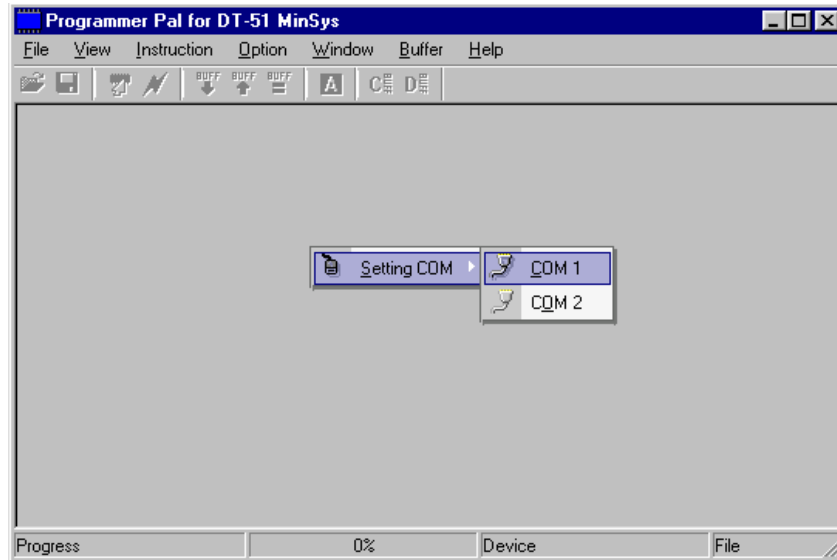 Programmer Pal for DT-51 MinSys
File View Instruction Option Window Buffer Help
BUFF BUFF BUFF A C D
Setting COM COM 1
COM 2
Progress 0% Device File